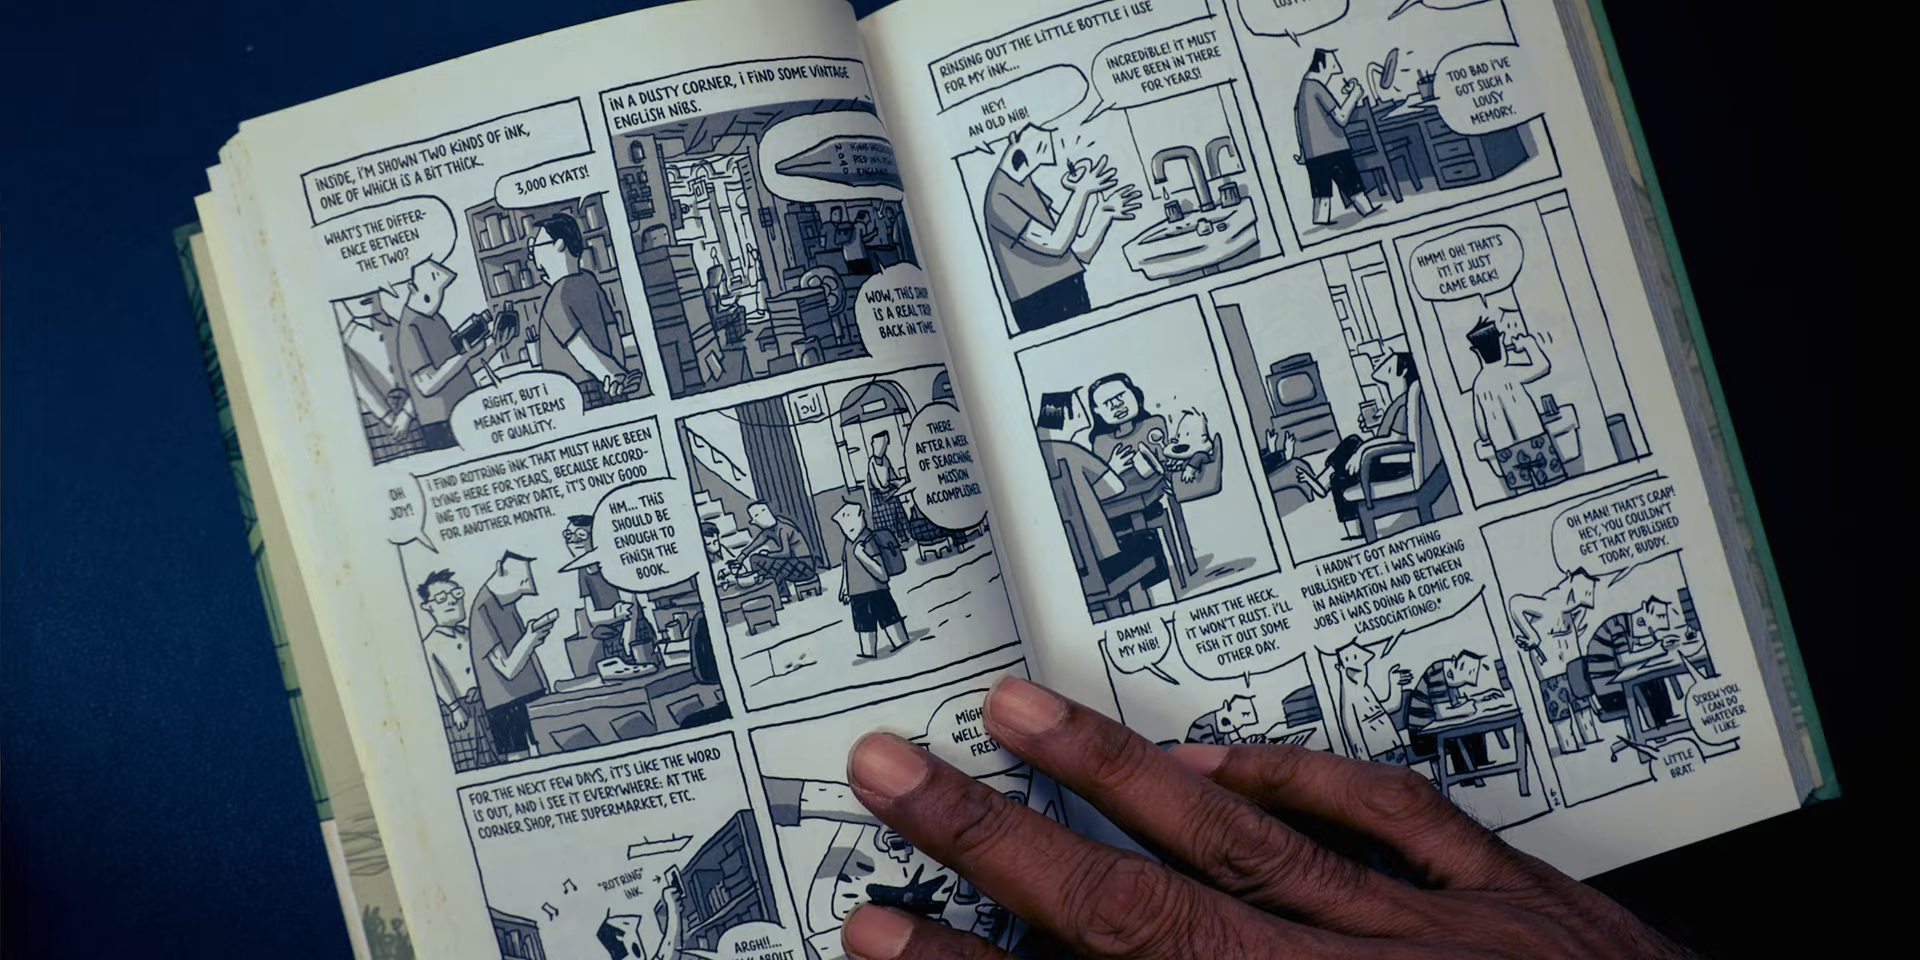 INSIDE, I'M SHOWN TWO KINDS OF INK,
ONE OF WHICH IS A BIT THICK.
3,000 KYATS!
WHAT'S THE DIFFER-
ENCE BETWEEN
THE TWO?
RIGHT, BUT I
MEANT IN TERMS
OF QUALITY.
IN A DUSTY CORNER, I FIND SOME VINTAGE
ENGLISH NIBS.
RED INK
ENGLAND
WOW, THIS SHOP
IS A REAL TRIP
BACK IN TIME.
OH
JOY!
I FIND ROTRING INK THAT MUST HAVE BEEN
LYING HERE FOR YEARS, BECAUSE ACCORD-
ING TO THE EXPIRY DATE, IT'S ONLY GOOD
FOR ANOTHER MONTH.
HM... THIS
SHOULD BE
ENOUGH TO
FINISH THE
BOOK.
THERE.
AFTER A WEEK
OF SEARCHING,
MISSION
ACCOMPLISHED.
FOR THE NEXT FEW DAYS, IT'S LIKE THE WORD
IS OUT, AND I SEE IT EVERYWHERE: AT THE
CORNER SHOP, THE SUPERMARKET, ETC.
"ROTRING"
INK
ARGH!!...
ABOUT
WELL
RINSING OUT THE LITTLE BOTTLE I USE
FOR MY INK...
HEY!
AN OLD NIB!
INCREDIBLE! IT MUST
HAVE BEEN IN THERE
FOR YEARS!
TOO BAD I'VE
GOT SUCH A
LOUSY
MEMORY.
HMM! OH! THAT'S
IT! IT JUST
CAME BACK!
DAMN!
MY NIB!
WHAT THE HECK.
IT WON'T RUST. I'LL
FISH IT OUT SOME
OTHER DAY.
I HADN'T GOT ANYTHING
PUBLISHED YET. I WAS WORKING
IN ANIMATION AND BETWEEN
JOBS I WAS DOING A COMIC FOR
L'ASSOCIATION©.*
OH MAN! THAT'S CRAP!
HEY, YOU COULDN'T
GET THAT PUBLISHED
TODAY, BUDDY.
SCREW YOU.
I CAN DO
WHATEVER
I LIKE.
LITTLE
BRAT.
62